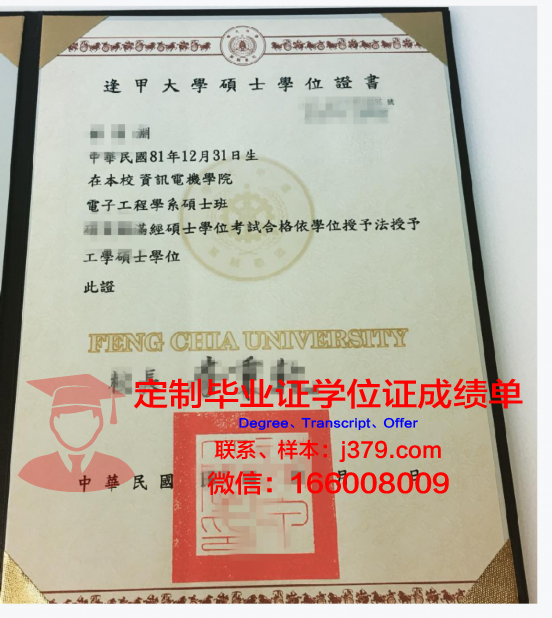 逢甲大學碩士學位證書
號
中華民國81年12月31日生
在本校資訊電機學院
電子工程學系碩士班
經碩士學位考試合格依學位授予法授予
工學碩士學位
此證
FENG CHIA UNIVERSITY
校長
定制毕业证学位证成绩单
Degree、Transcript、Offer
联系、样本：j379.com
中華民國 月 日
微信：166008009